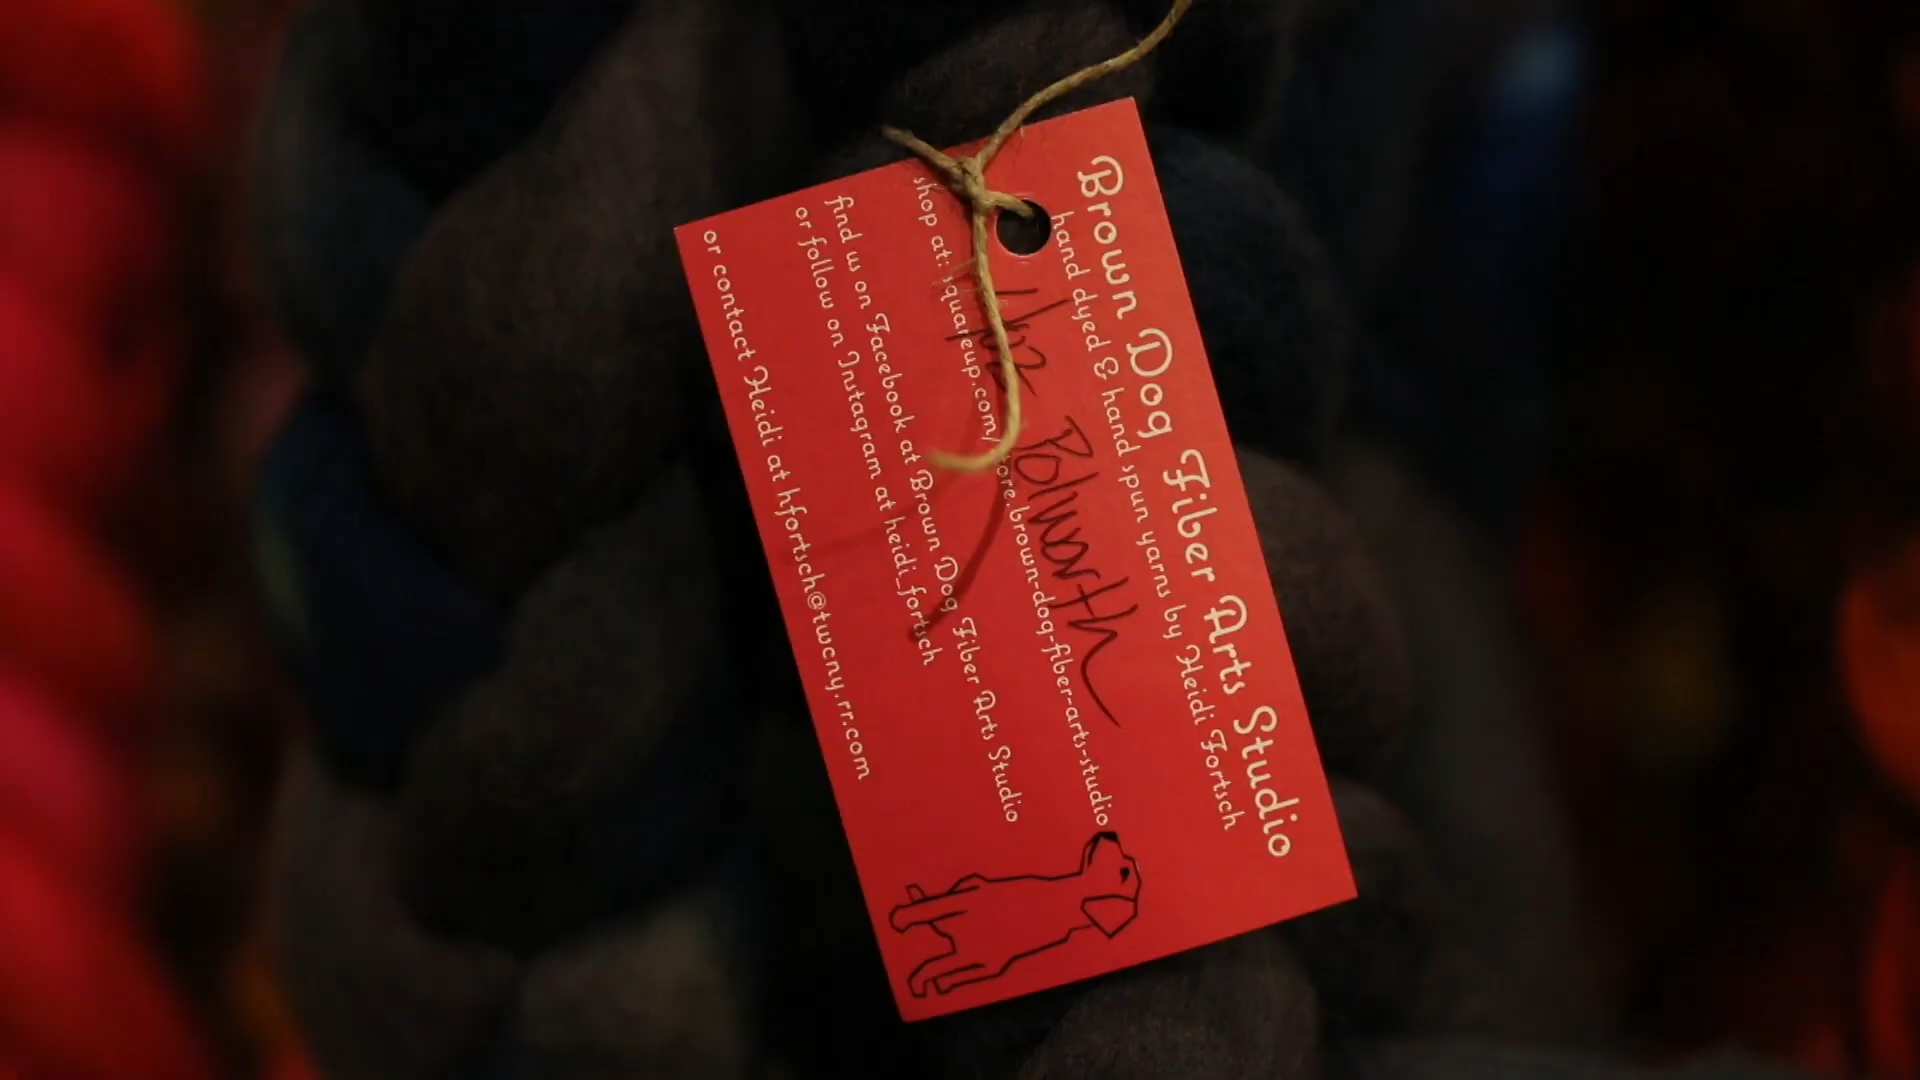 Brown Dog Fiber Arts Studio
hand dyed & hand spun yarns by Heidi Fortsch
4oz Polwarth
shop at: squareup.com/store.brown-dog-fiber-arts-studio
find us on Facebook at Brown Dog Fiber Arts Studio
or follow on Instagram at heidi_fortsch
or contact Heidi at hfortsch@twcny.rr.com